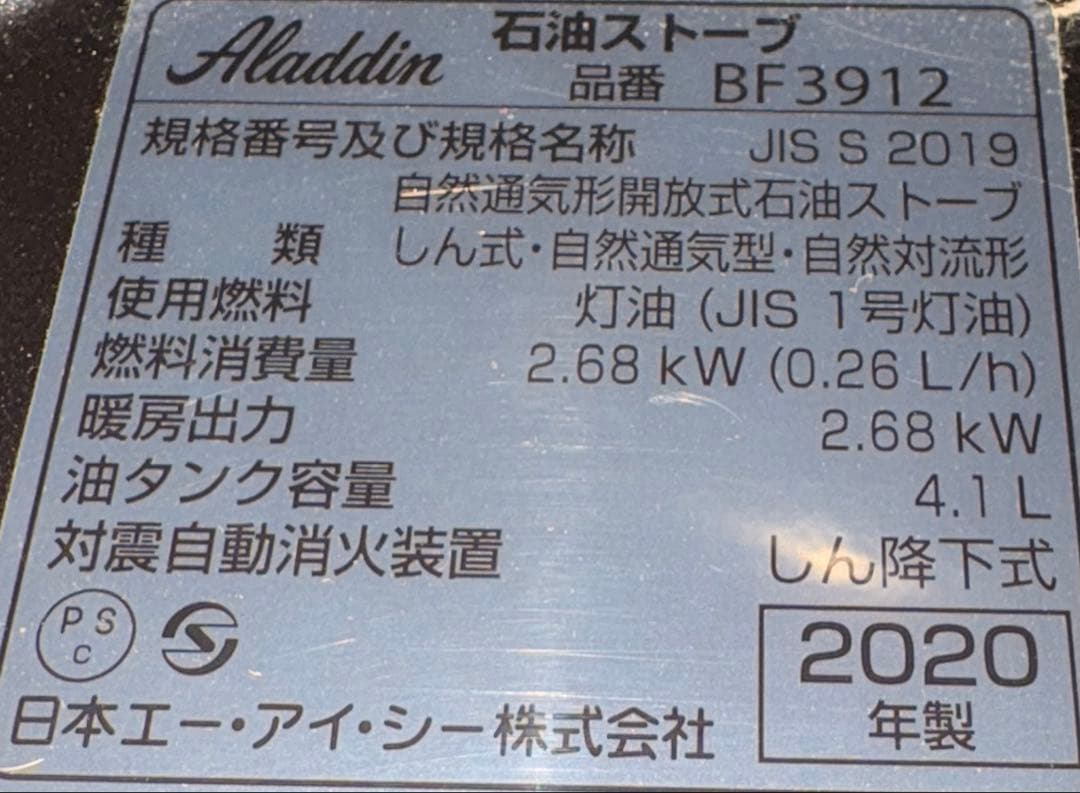 Aladdin 石油ストーブ
品番 BF3912
規格番号及び規格名称 JIS S 2019
自然通気形開放式石油ストーブ
種類 しん式・自然通気型・自然対流形
使用燃料 灯油 (JIS 1号灯油)
燃料消費量 2.68 kW (0.26 L/h)
暖房出力 2.68 kW
油タンク容量 4.1 L
対震自動消火装置 しん降下式
PS
C
S
2020
年製
日本エー・アイ・シー株式会社